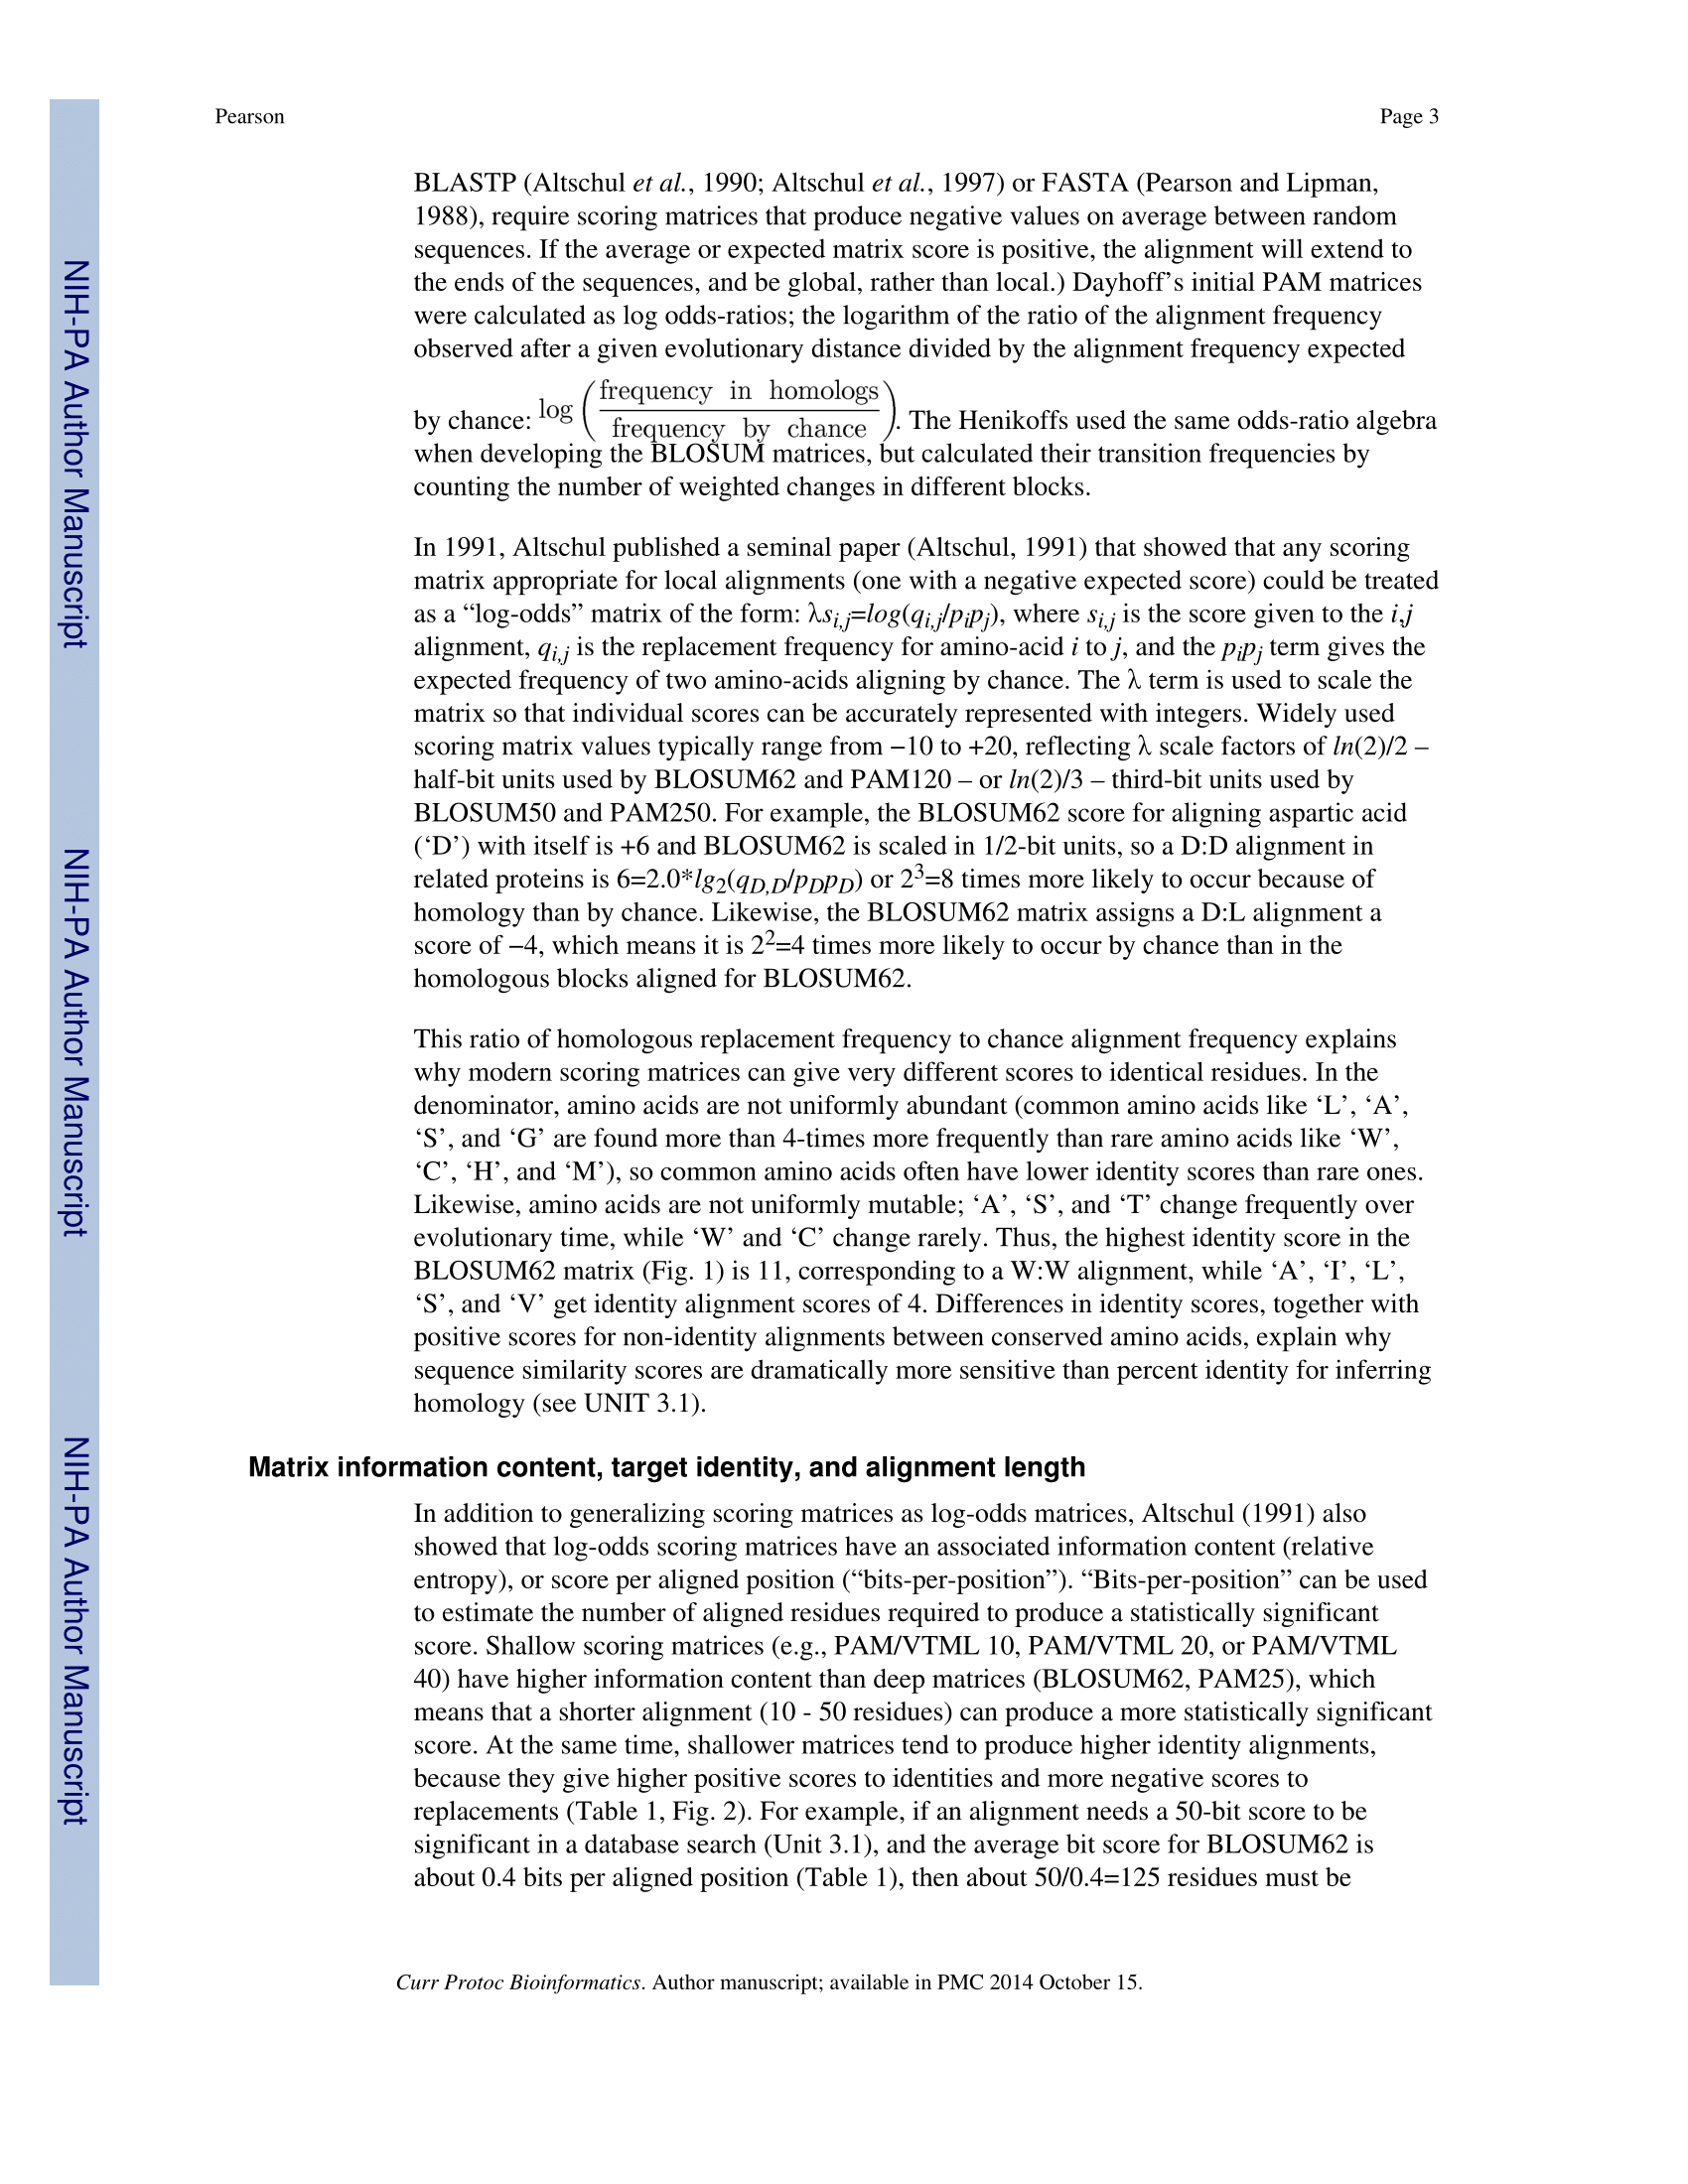 Pearson
Page 3
BLASTP (Altschul et al., 1990; Altschul et al., 1997) or FASTA (Pearson and Lipman,
1988), require scoring matrices that produce negative values on average between random
sequences. If the average or expected matrix score is positive, the alignment will extend to
the ends of the sequences, and be global, rather than local.) Dayhoff’s initial PAM matrices
were calculated as log odds-ratios; the logarithm of the ratio of the alignment frequency
observed after a given evolutionary distance divided by the alignment frequency expected
by chance: log (frequency in homologs / frequency by chance). The Henikoffs used the same odds-ratio algebra
when developing the BLOSUM matrices, but calculated their transition frequencies by
counting the number of weighted changes in different blocks.
In 1991, Altschul published a seminal paper (Altschul, 1991) that showed that any scoring
matrix appropriate for local alignments (one with a negative expected score) could be treated
as a “log-odds” matrix of the form: λs_{i,j}=log(q_{i,j}/p_ip_j), where s_{i,j} is the score given to the i,j
alignment, q_{i,j} is the replacement frequency for amino-acid i to j, and the p_ip_j term gives the
expected frequency of two amino-acids aligning by chance. The λ term is used to scale the
matrix so that individual scores can be accurately represented with integers. Widely used
scoring matrix values typically range from −10 to +20, reflecting λ scale factors of ln(2)/2 –
half-bit units used by BLOSUM62 and PAM120 – or ln(2)/3 – third-bit units used by
BLOSUM50 and PAM250. For example, the BLOSUM62 score for aligning aspartic acid
(‘D’) with itself is +6 and BLOSUM62 is scaled in 1/2-bit units, so a D:D alignment in
related proteins is 6=2.0*lg_2(q_{D,D}/p_Dp_D) or 2^3=8 times more likely to occur because of
homology than by chance. Likewise, the BLOSUM62 matrix assigns a D:L alignment a
score of −4, which means it is 2^2=4 times more likely to occur by chance than in the
homologous blocks aligned for BLOSUM62.
This ratio of homologous replacement frequency to chance alignment frequency explains
why modern scoring matrices can give very different scores to identical residues. In the
denominator, amino acids are not uniformly abundant (common amino acids like ‘L’, ‘A’,
‘S’, and ‘G’ are found more than 4-times more frequently than rare amino acids like ‘W’,
‘C’, ‘H’, and ‘M’), so common amino acids often have lower identity scores than rare ones.
Likewise, amino acids are not uniformly mutable; ‘A’, ‘S’, and ‘T’ change frequently over
evolutionary time, while ‘W’ and ‘C’ change rarely. Thus, the highest identity score in the
BLOSUM62 matrix (Fig. 1) is 11, corresponding to a W:W alignment, while ‘A’, ‘I’, ‘L’,
‘S’, and ‘V’ get identity alignment scores of 4. Differences in identity scores, together with
positive scores for non-identity alignments between conserved amino acids, explain why
sequence similarity scores are dramatically more sensitive than percent identity for inferring
homology (see UNIT 3.1).
Matrix information content, target identity, and alignment length
In addition to generalizing scoring matrices as log-odds matrices, Altschul (1991) also
showed that log-odds scoring matrices have an associated information content (relative
entropy), or score per aligned position (“bits-per-position”). “Bits-per-position” can be used
to estimate the number of aligned residues required to produce a statistically significant
score. Shallow scoring matrices (e.g., PAM/VTML 10, PAM/VTML 20, or PAM/VTML
40) have higher information content than deep matrices (BLOSUM62, PAM25), which
means that a shorter alignment (10 - 50 residues) can produce a more statistically significant
score. At the same time, shallower matrices tend to produce higher identity alignments,
because they give higher positive scores to identities and more negative scores to
replacements (Table 1, Fig. 2). For example, if an alignment needs a 50-bit score to be
significant in a database search (Unit 3.1), and the average bit score for BLOSUM62 is
about 0.4 bits per aligned position (Table 1), then about 50/0.4=125 residues must be
Curr Protoc Bioinformatics. Author manuscript; available in PMC 2014 October 15.
NIH-PA Author Manuscript
NIH-PA Author Manuscript
NIH-PA Author Manuscript